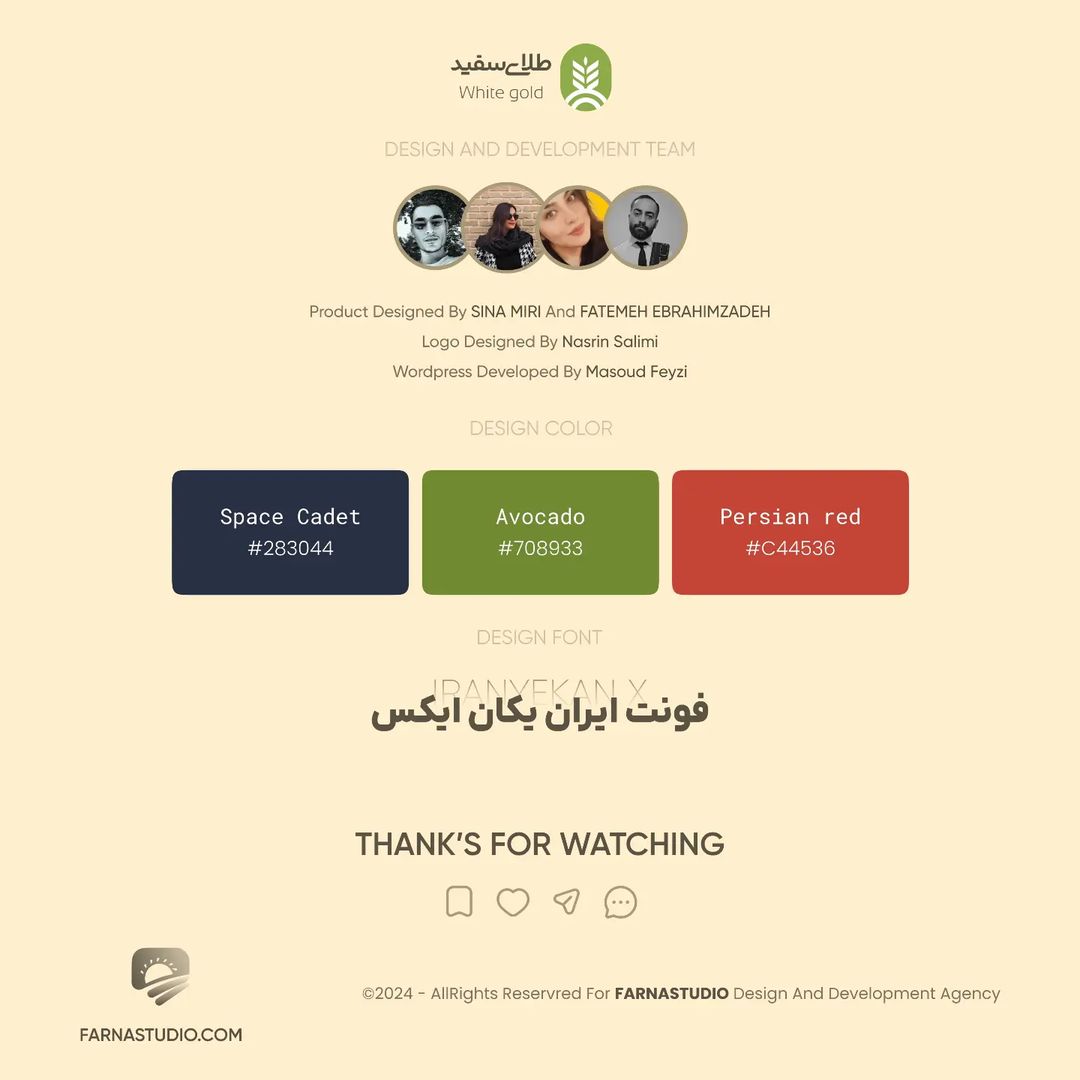 طلای سفید
White gold
DESIGN AND DEVELOPMENT TEAM
Product Designed By SINA MIRI And FATEMEH EBRAHIMZADEH
Logo Designed By Nasrin Salimi
Wordpress Developed By Masoud Feyzi
DESIGN COLOR
Space Cadet
#283044
Avocado
#708933
Persian red
#C44536
DESIGN FONT
IRANYEKAN X
فونت ایران یکان ایکس
THANK’S FOR WATCHING
FARNASTUDIO.COM
©2024 - AllRights Reservred For FARNASTUDIO Design And Development Agency